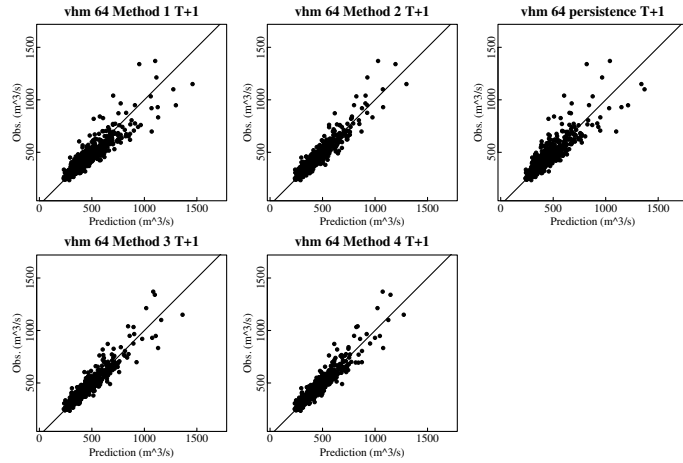 vhm 64 Method 1 T+1
Obs. (m^3/s)
500
1000
1500
0
500
1000
1500
Prediction (m^3/s)
vhm 64 Method 2 T+1
Obs. (m^3/s)
500
1000
1500
0
500
1000
1500
Prediction (m^3/s)
vhm 64 persistence T+1
Obs. (m^3/s)
500
1000
1500
0
500
1000
1500
Prediction (m^3/s)
vhm 64 Method 3 T+1
Obs. (m^3/s)
500
1000
1500
0
500
1000
1500
Prediction (m^3/s)
vhm 64 Method 4 T+1
Obs. (m^3/s)
500
1000
1500
0
500
1000
1500
Prediction (m^3/s)